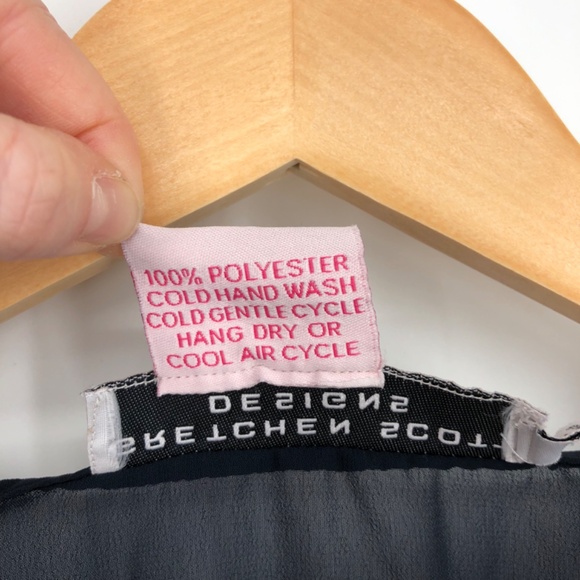 100% POLYESTER
COLD HAND WASH
COLD GENTLE CYCLE
HANG DRY OR
COOL AIR CYCLE
GRETCHEN SCOTT
DESIGNS